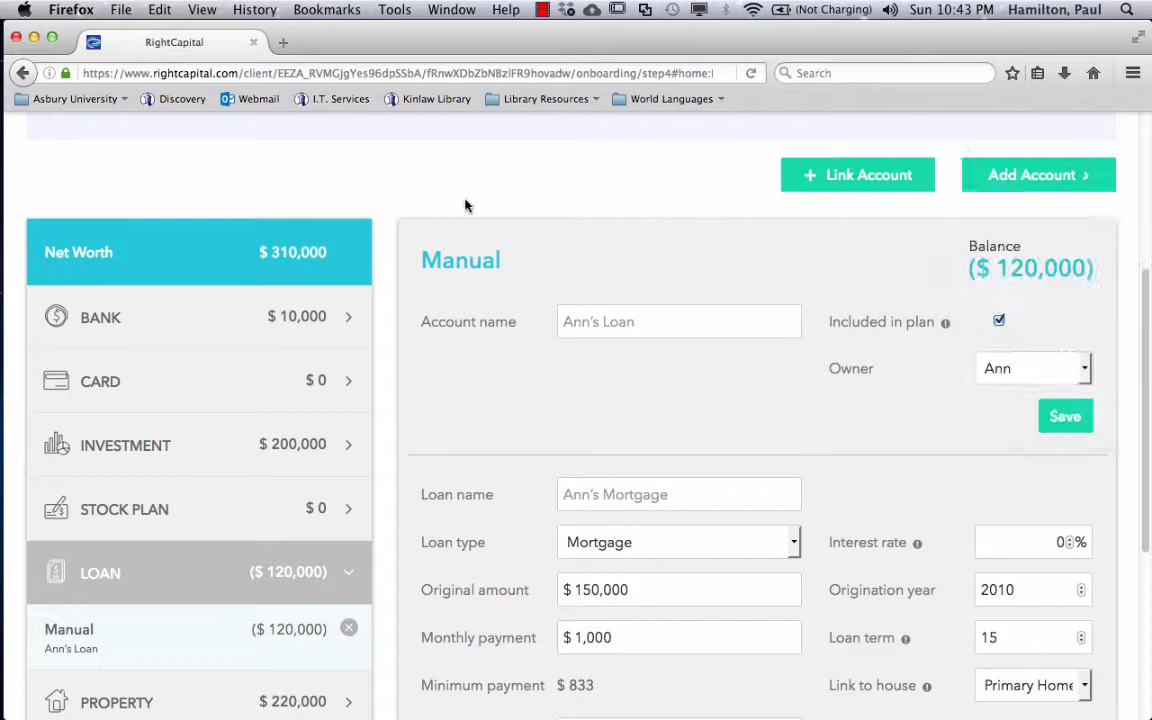 Firefox File Edit View History Bookmarks Tools Window Help (Not Charging) Sun 10:43 PM Hamilton, Paul
RightCapital
https://www.rightcapital.com/client/EEZA_RVMGJgYes96dpSSbA/fRnwXDbZbNBzlFR9hovadw/onboarding/step4#home:l Search
Asbury University Discovery Webmail I.T. Services Kinlaw Library Library Resources World Languages
+ Link Account Add Account ›
Net Worth $ 310,000
BANK $ 10,000
CARD $ 0
INVESTMENT $ 200,000
STOCK PLAN $ 0
LOAN ($ 120,000)
Manual ($ 120,000)
Ann's Loan
PROPERTY $ 220,000
Manual
Balance
($ 120,000)
Account name Ann's Loan Included in plan
Owner Ann
Save
Loan name Ann's Mortgage
Loan type Mortgage Interest rate 0 %
Original amount $ 150,000 Origination year 2010
Monthly payment $ 1,000 Loan term 15
Minimum payment $ 833 Link to house Primary Home